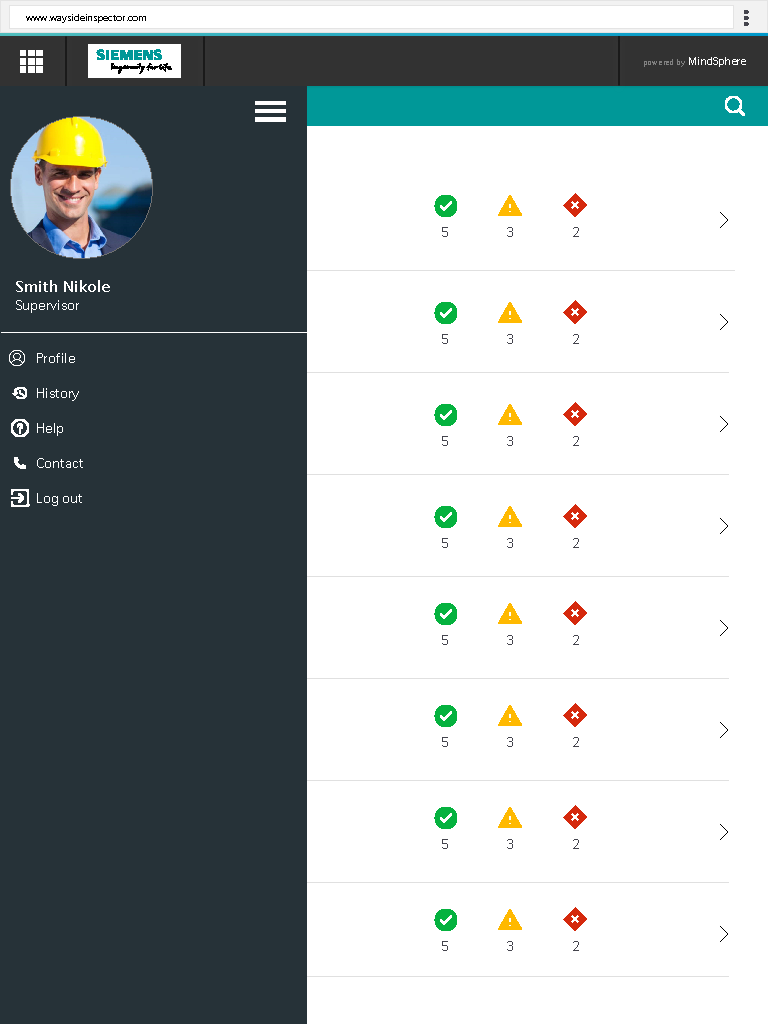 www.waysideinspector.com
SIEMENS
Ingenuity for life
powered by MindSphere
Smith Nikole
Supervisor
Profile
History
Help
Contact
Log out
5 3 2
5 3 2
5 3 2
5 3 2
5 3 2
5 3 2
5 3 2
5 3 2